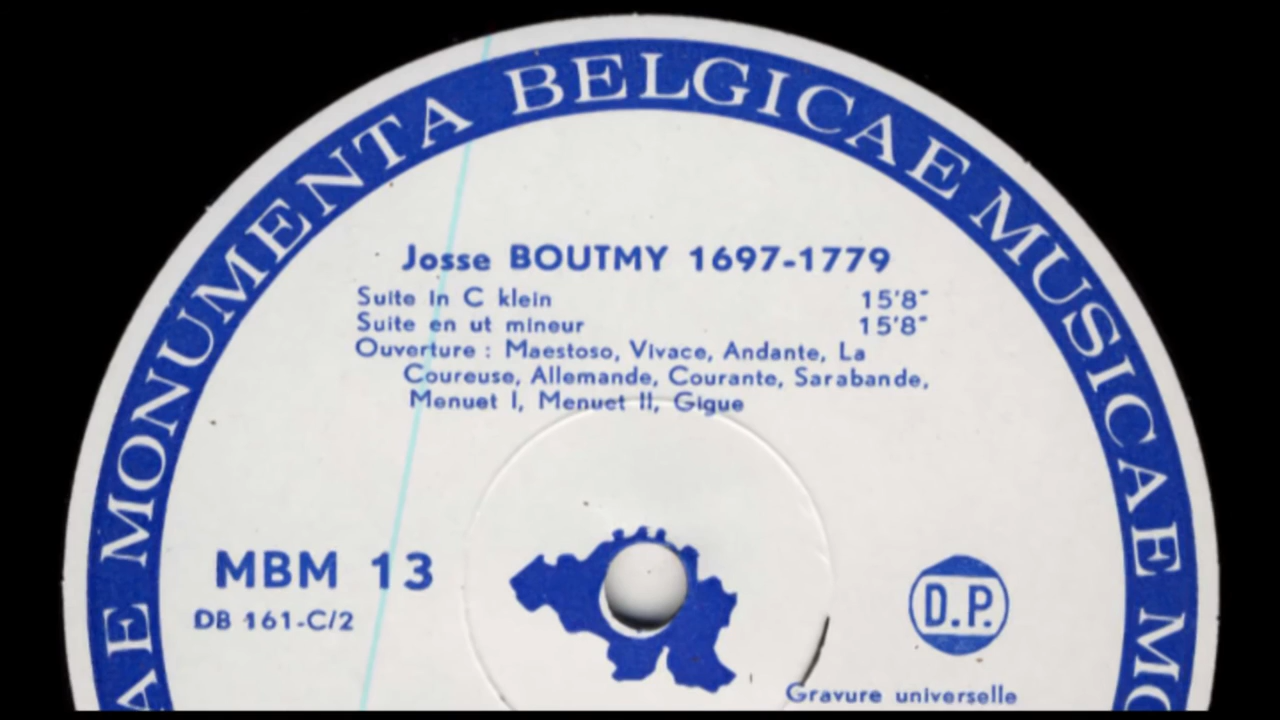 AE MONUMENTA BELGICAE MUSICAE MO
Josse BOUTMY 1697-1779
Suite in C klein 15'8"
Suite en ut mineur 15'8"
Ouverture : Maestoso, Vivace, Andante, La
Coureuse, Allemande, Courante, Sarabande,
Menuet I, Menuet II, Gigue
MBM 13
DB 161-C/2
D.P.
Gravure universelle